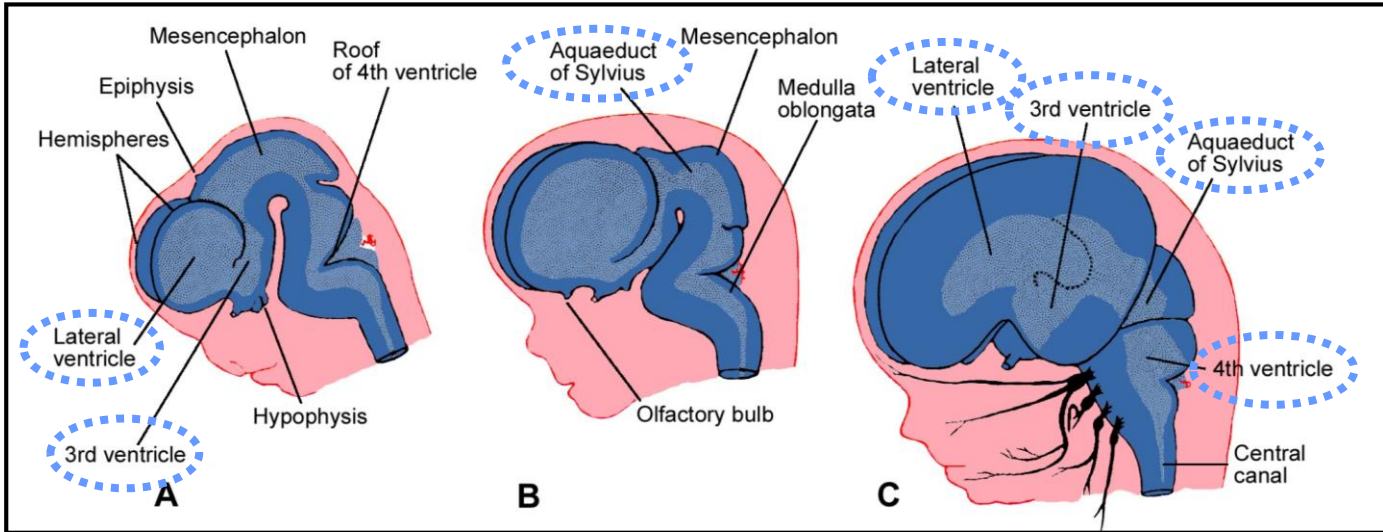 Mesencephalon
Roof
of 4th ventricle
Epiphysis
Hemispheres
Lateral
ventricle
3rd ventricle
Hypophysis
A
Aquaeduct
of Sylvius
Mesencephalon
Medulla
oblongata
Olfactory bulb
B
Lateral
ventricle
3rd ventricle
Aquaeduct
of Sylvius
4th ventricle
Central
canal
C